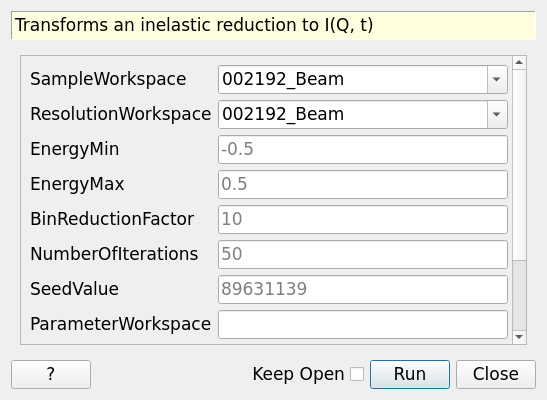 Transforms an inelastic reduction to I(Q, t)
SampleWorkspace 002192_Beam
ResolutionWorkspace 002192_Beam
EnergyMin -0.5
EnergyMax 0.5
BinReductionFactor 10
NumberOfIterations 50
SeedValue 89631139
ParameterWorkspace
? Keep Open Run Close